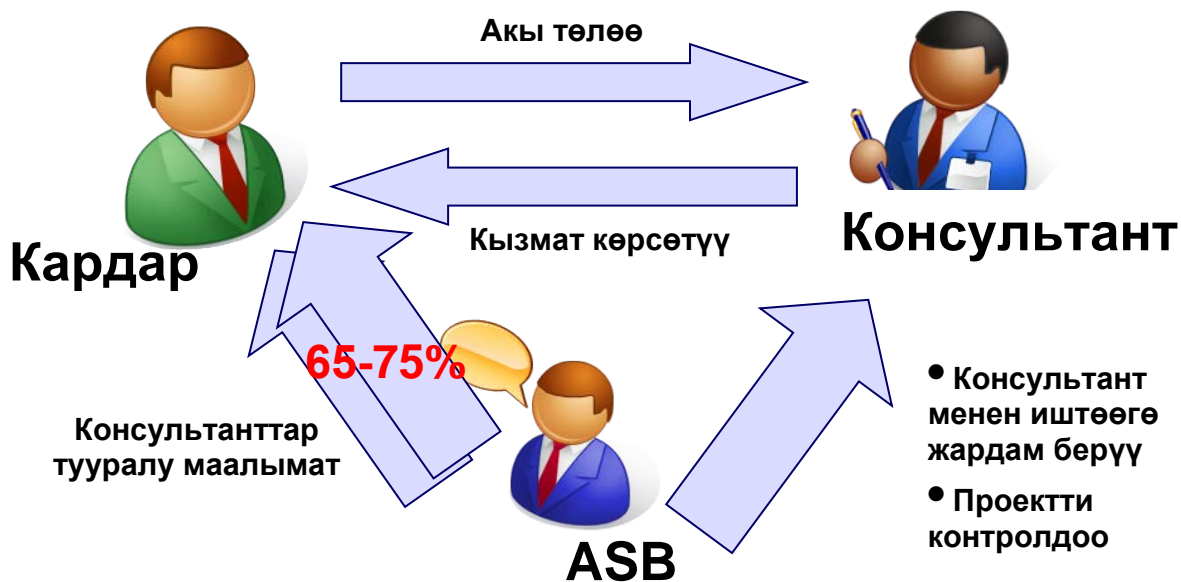 Акы төлөө
Кызмат көрсөтүү
Кардар
Консультант
65-75%
Консультанттар
тууралу маалымат
• Консультант
менен иштөөгө
жардам берүү
• Проектти
контролдоо
ASB